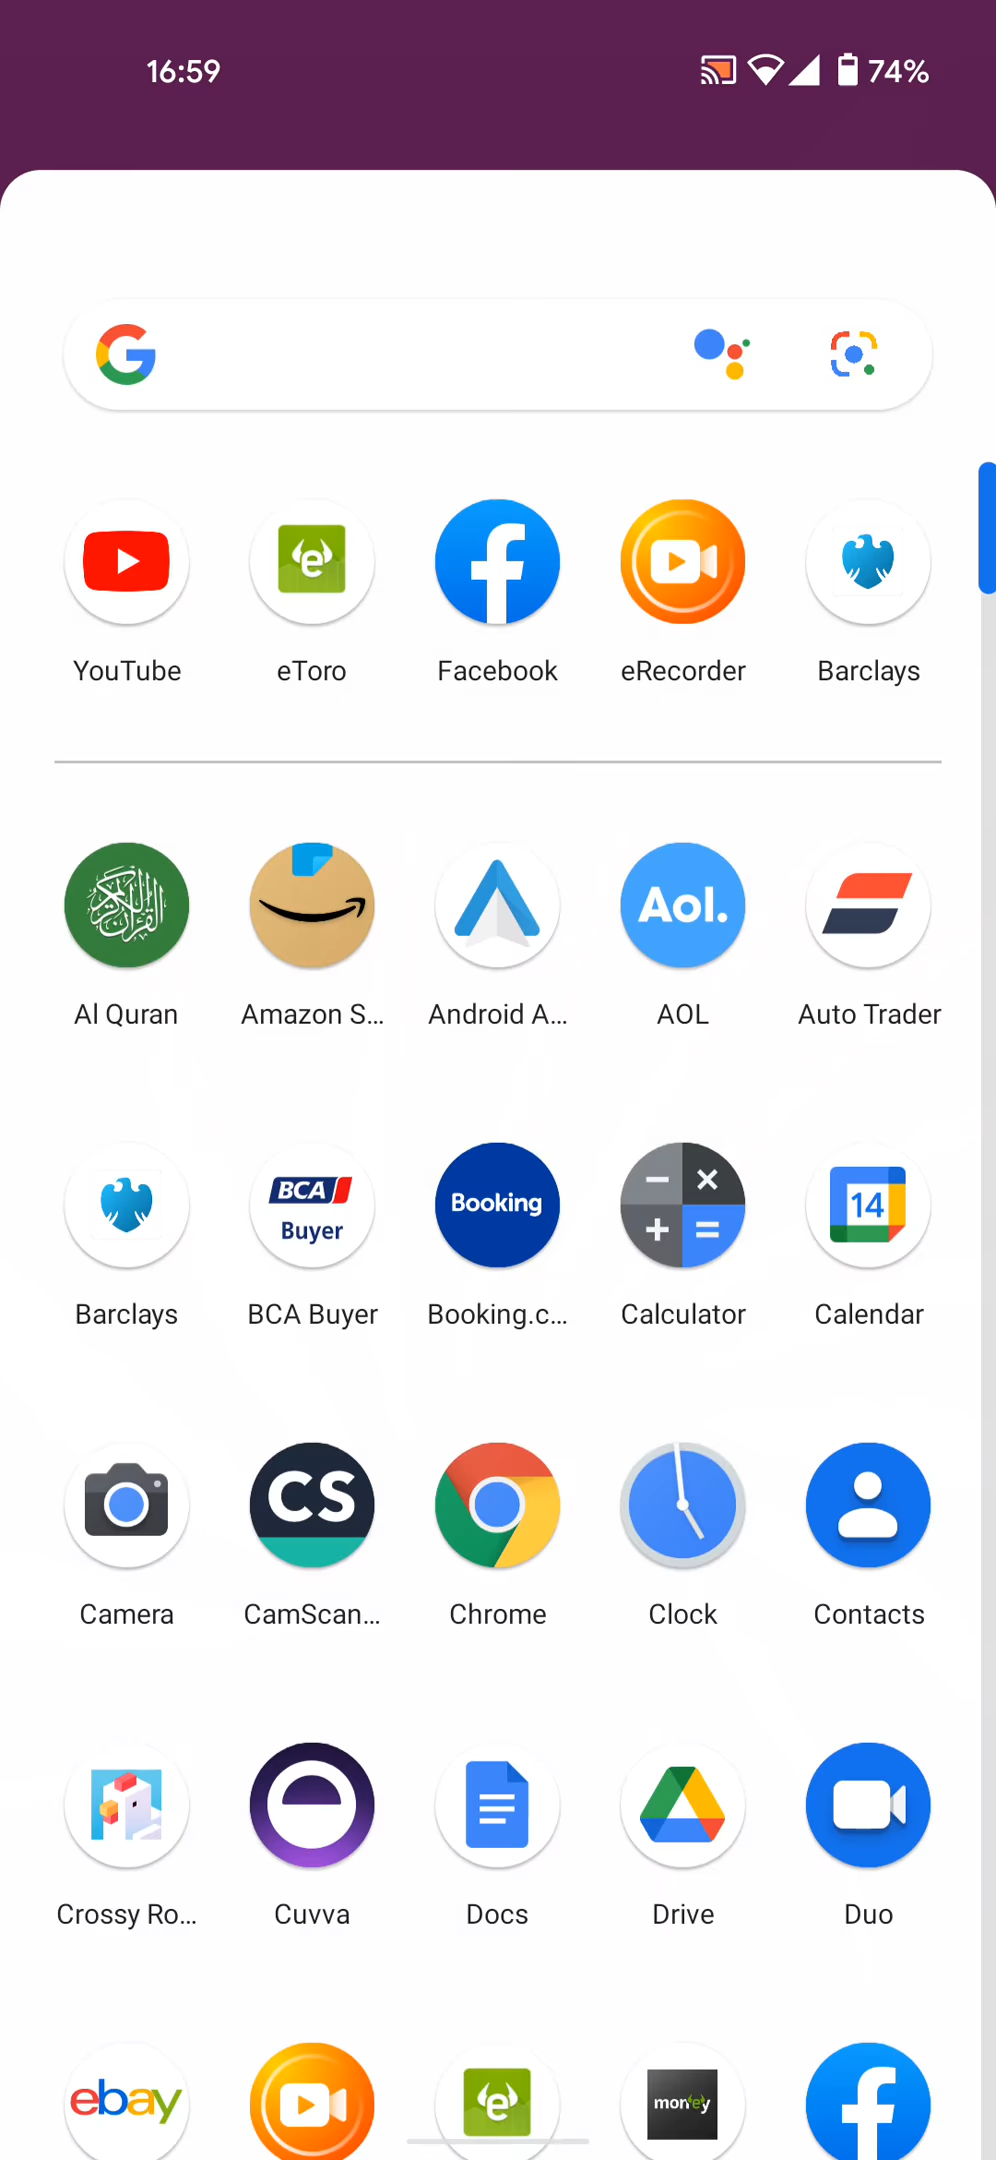 16:59 74%
YouTube eToro Facebook eRecorder Barclays
القرآن الكريم Aol.
Al Quran Amazon S... Android A... AOL Auto Trader
BCA Buyer Booking 14
Barclays BCA Buyer Booking.c... Calculator Calendar
CS
Camera CamScan... Chrome Clock Contacts
Crossy Ro... Cuvva Docs Drive Duo
ebay e money